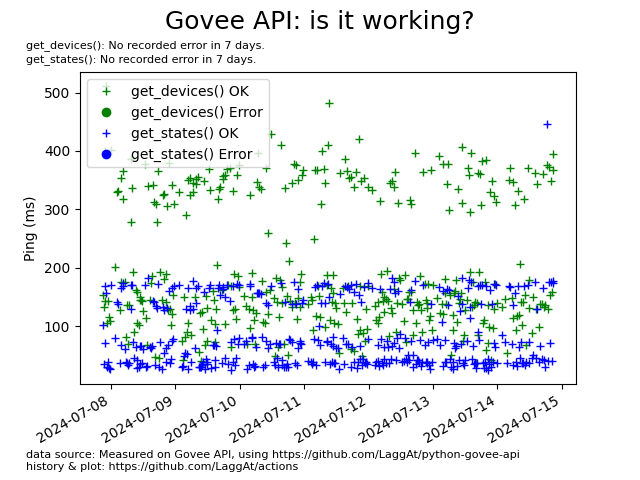 Govee API: is it working?
get_devices(): No recorded error in 7 days.
get_states(): No recorded error in 7 days.
get_devices() OK
get_devices() Error
get_states() OK
get_states() Error
Ping (ms)
500
400
300
200
100
2024-07-08
2024-07-09
2024-07-10
2024-07-11
2024-07-12
2024-07-13
2024-07-14
2024-07-15
data source: Measured on Govee API, using https://github.com/LaggAt/python-govee-api
history & plot: https://github.com/LaggAt/actions